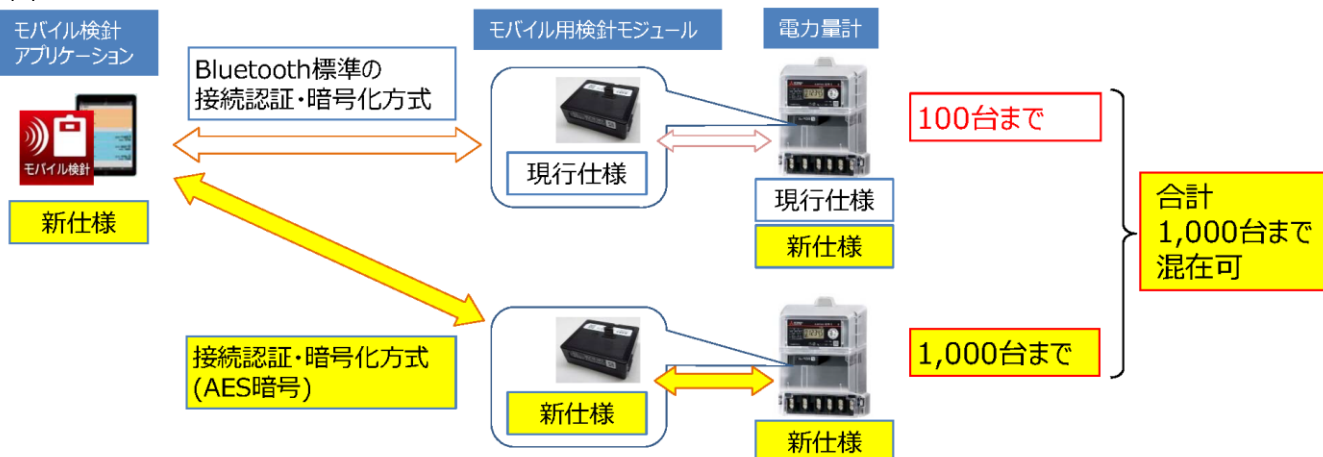 モバイル検針
アプリケーション
モバイル用検針モジュール
電力量計
Bluetooth標準の
接続認証・暗号化方式
モバイル検針
新仕様
現行仕様
現行仕様
新仕様
100台まで
合計
1,000台まで
混在可
接続認証・暗号化方式
(AES暗号)
新仕様
新仕様
1,000台まで